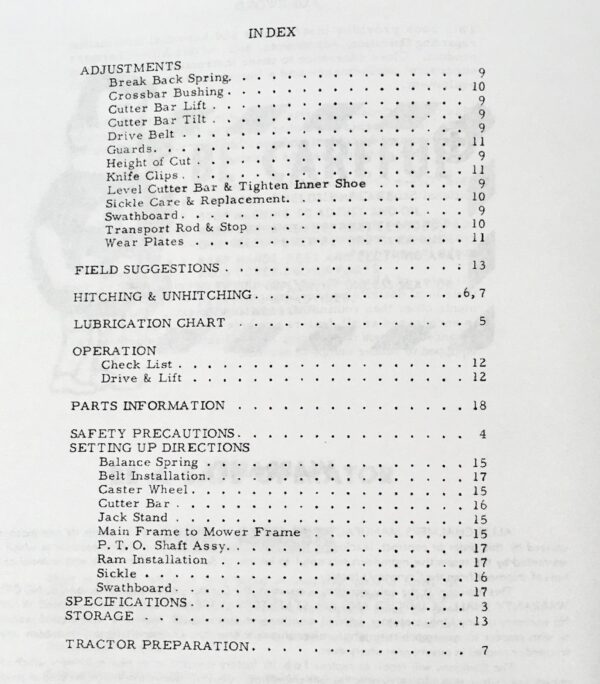 INDEX
ADJUSTMENTS
Break Back Spring. . . . . . . . . . . . . . . . 9
Crossbar Bushing . . . . . . . . . . . . . . . . 10
Cutter Bar Lift . . . . . . . . . . . . . . . . . 9
Cutter Bar Tilt . . . . . . . . . . . . . . . . . 9
Drive Belt . . . . . . . . . . . . . . . . . . . 9
Guards. . . . . . . . . . . . . . . . . . . . . 11
Height of Cut . . . . . . . . . . . . . . . . . . 9
Knife Clips . . . . . . . . . . . . . . . . . . . 11
Level Cutter Bar & Tighten Inner Shoe . . . . . . 9
Sickle Care & Replacement. . . . . . . . . . . . 10
Swathboard . . . . . . . . . . . . . . . . . . . 9
Transport Rod & Stop . . . . . . . . . . . . . . 10
Wear Plates . . . . . . . . . . . . . . . . . . 11
FIELD SUGGESTIONS . . . . . . . . . . . . . . . 13
HITCHING & UNHITCHING. . . . . . . . . . . . . .6, 7
LUBRICATION CHART . . . . . . . . . . . . . . . 5
OPERATION
Check List . . . . . . . . . . . . . . . . . . . 12
Drive & Lift . . . . . . . . . . . . . . . . . . 12
PARTS INFORMATION . . . . . . . . . . . . . . . 18
SAFETY PRECAUTIONS. . . . . . . . . . . . . . . 4
SETTING UP DIRECTIONS
Balance Spring . . . . . . . . . . . . . . . . . 15
Belt Installation. . . . . . . . . . . . . . . . . 17
Caster Wheel . . . . . . . . . . . . . . . . . . 15
Cutter Bar . . . . . . . . . . . . . . . . . . . 16
Jack Stand . . . . . . . . . . . . . . . . . . . 15
Main Frame to Mower Frame . . . . . . . . . . . 15
P. T. O. Shaft Assy. . . . . . . . . . . . . . . . 17
Ram Installation . . . . . . . . . . . . . . . . 17
Sickle . . . . . . . . . . . . . . . . . . . . . 16
Swathboard . . . . . . . . . . . . . . . . . . . 17
SPECIFICATIONS . . . . . . . . . . . . . . . . . 3
STORAGE . . . . . . . . . . . . . . . . . . . . 13
TRACTOR PREPARATION. . . . . . . . . . . . . . 7